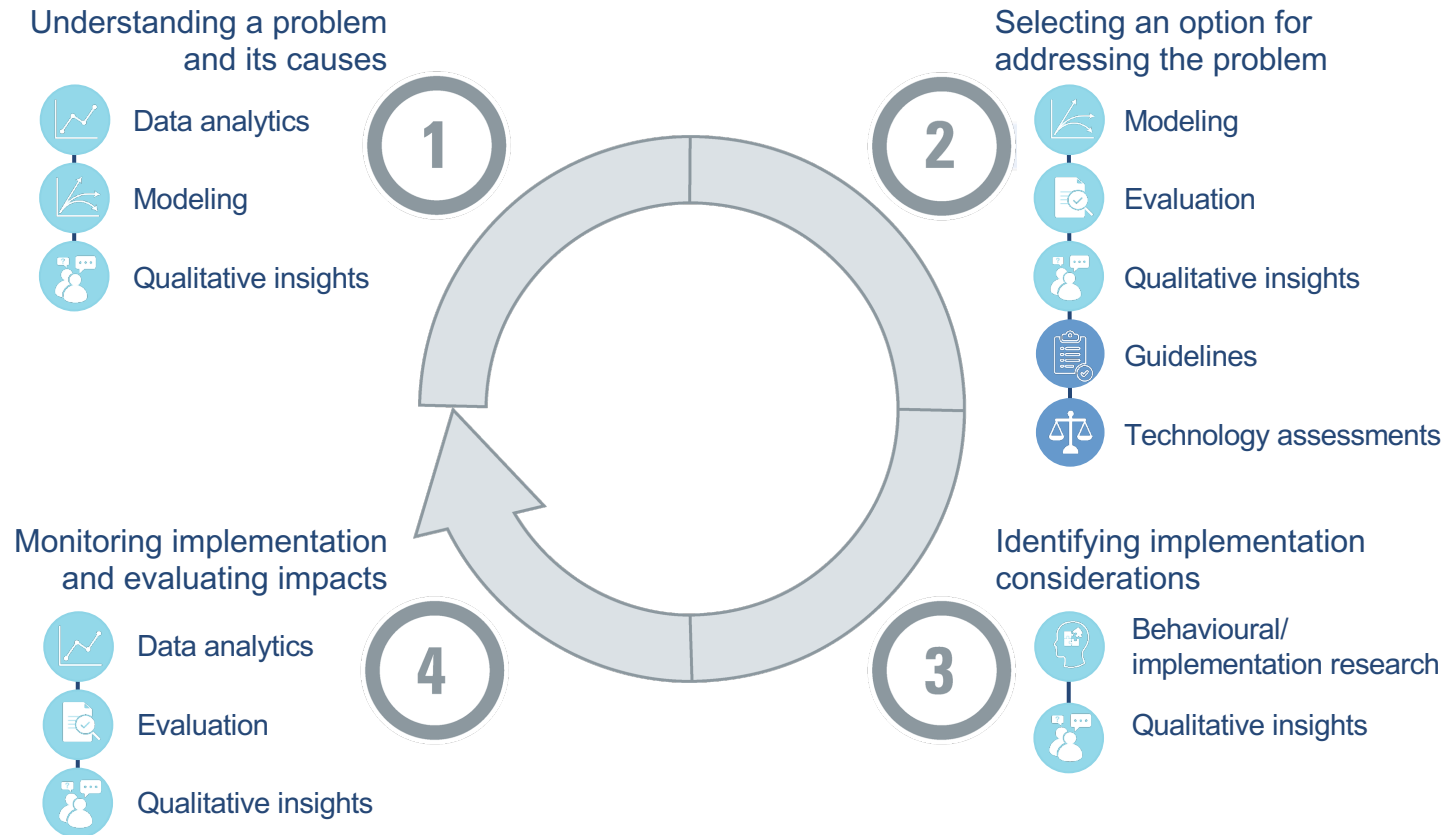 Understanding a problem
and its causes
1
Data analytics
Modeling
Qualitative insights
Selecting an option for
addressing the problem
2
Modeling
Evaluation
Qualitative insights
Guidelines
Technology assessments
Identifying implementation
considerations
3
Behavioural/
implementation research
Qualitative insights
Monitoring implementation
and evaluating impacts
4
Data analytics
Evaluation
Qualitative insights